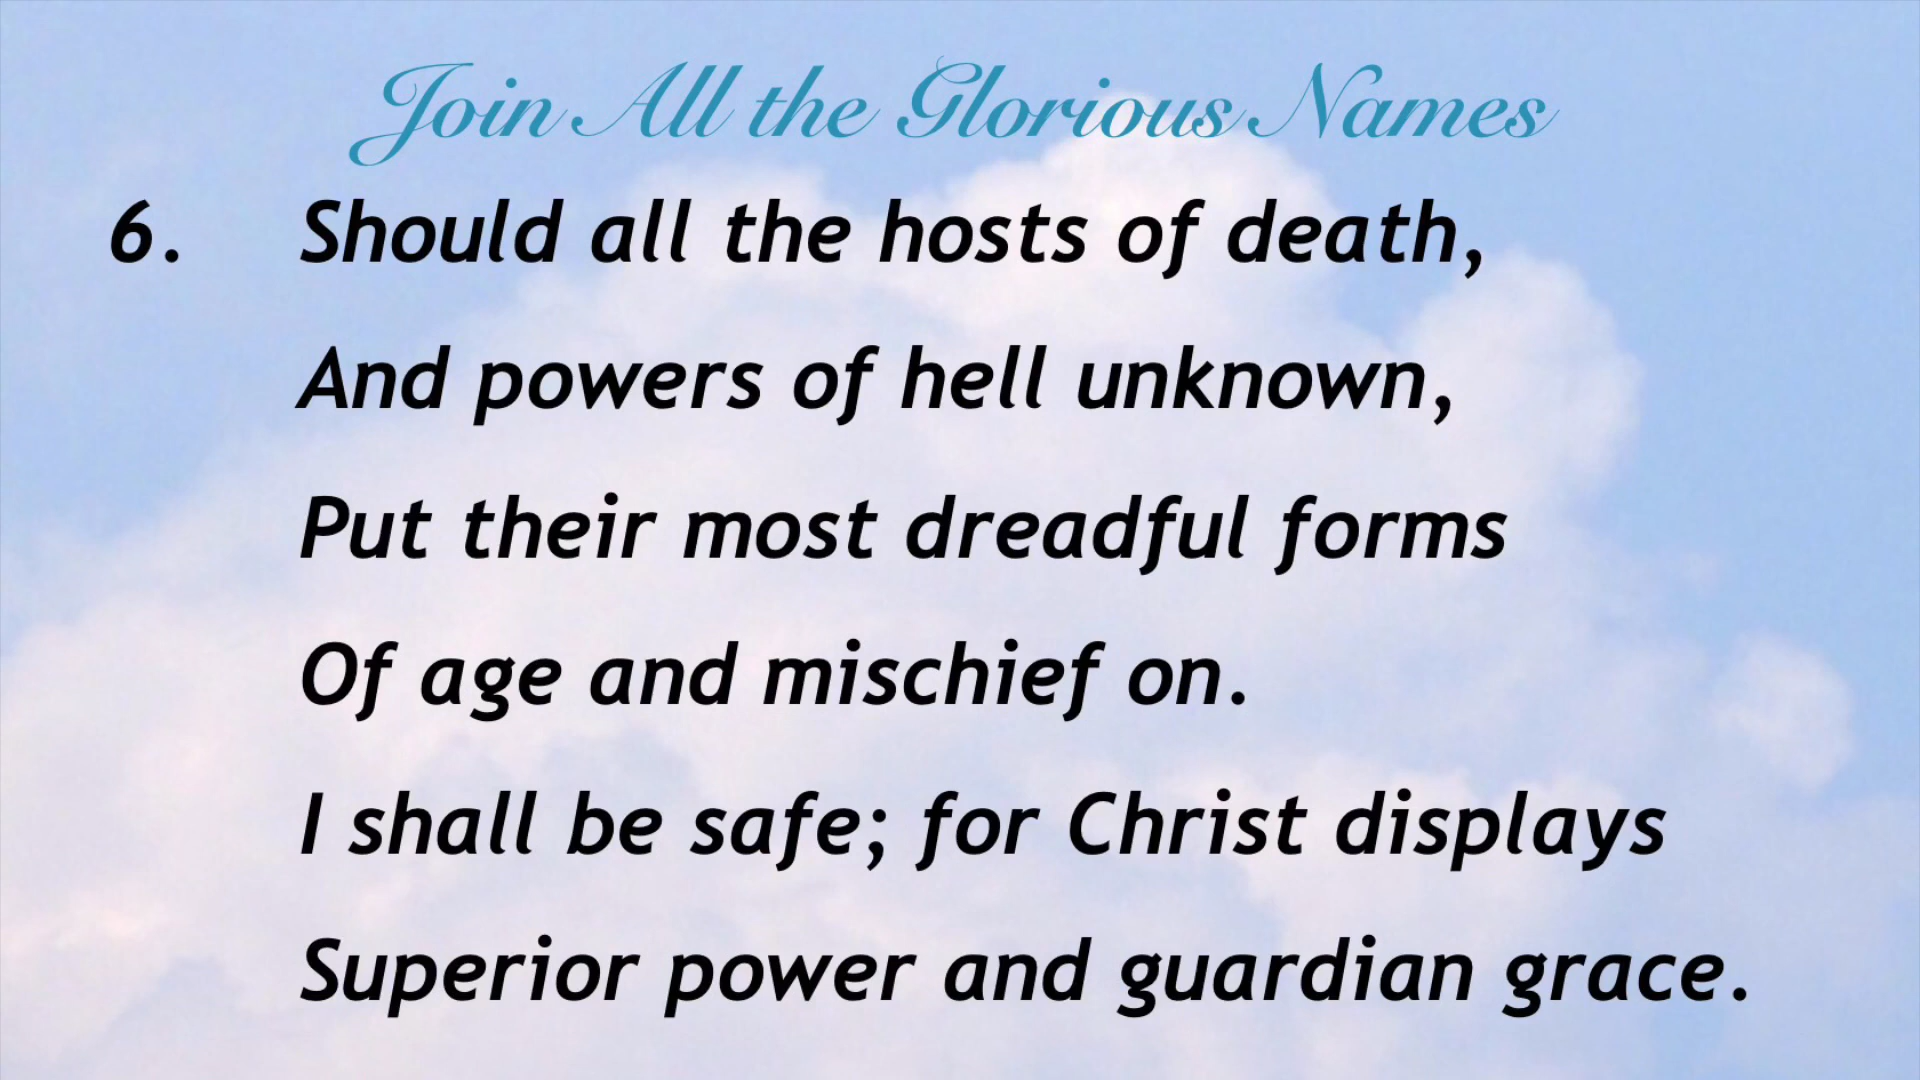 Join All the Glorious Names
6. Should all the hosts of death,
And powers of hell unknown,
Put their most dreadful forms
Of age and mischief on.
I shall be safe; for Christ displays
Superior power and guardian grace.